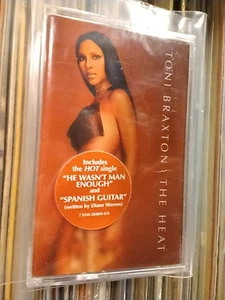 TONI BRAXTON \ THE HEAT
Includes
the HOT single
"HE WASN'T MAN
ENOUGH"
and
"SPANISH GUITAR"
(written by Diane Warren)